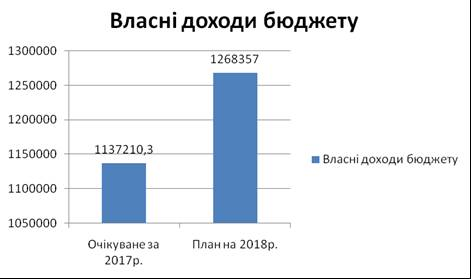 Власні доходи бюджету
1300000
1250000
1200000
1150000
1100000
1050000
1137210,3
1268357
Очікуване за
2017р.
План на 2018р.
Власні доходи бюджету